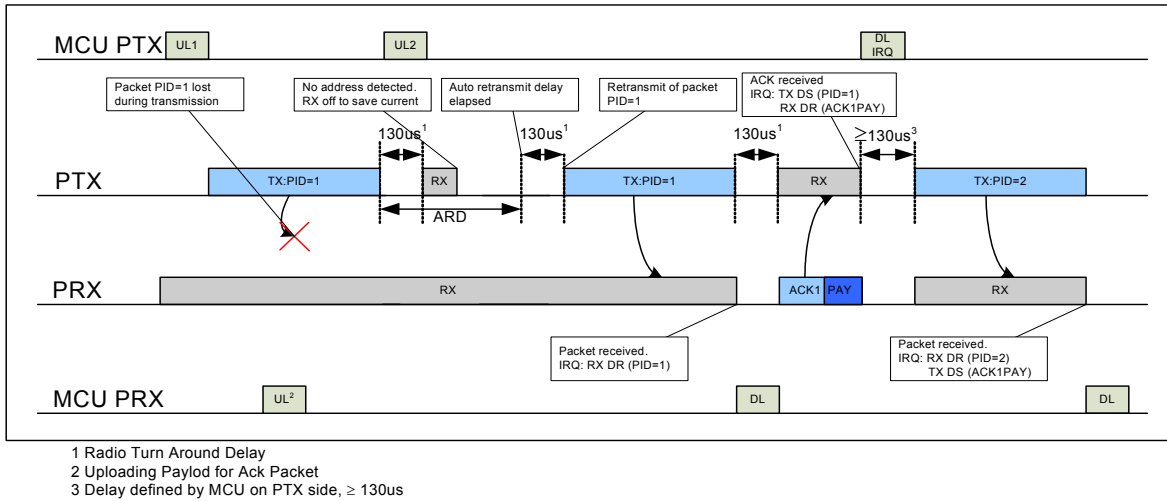 MCU PTX
UL1
UL2
DL
IRQ
Packet PID=1 lost
during transmission
No address detected.
RX off to save current
Auto retransmit delay
elapsed
Retransmit of packet
PID=1
ACK received
IRQ: TX DS (PID=1)
RX DR (ACK1PAY)
130us1
130us1
130us1
≥130us3
PTX
TX:PID=1
RX
TX:PID=1
RX
TX:PID=2
ARD
PRX
RX
ACK1
PAY
RX
Packet received.
IRQ: RX DR (PID=1)
Packet received.
IRQ: RX DR (PID=2)
TX DS (ACK1PAY)
MCU PRX
UL2
DL
DL
1 Radio Turn Around Delay
2 Uploading Paylod for Ack Packet
3 Delay defined by MCU on PTX side, ≥ 130us